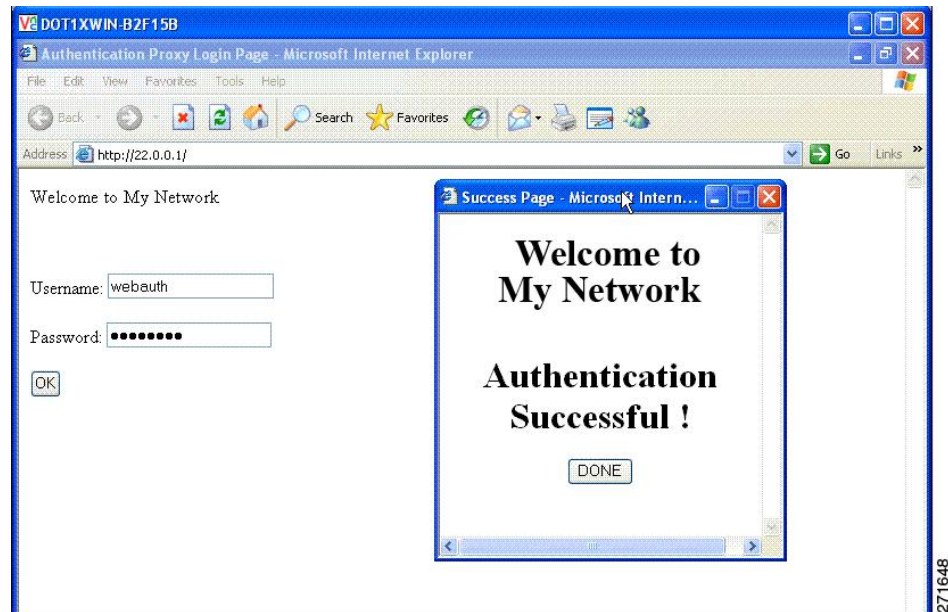 DOT1XWIN-B2F15B
Authentication Proxy Login Page - Microsoft Internet Explorer
File Edit View Favorites Tools Help
Back Search Favorites
Address http://22.0.0.1/ Go Links »
Welcome to My Network
Username: webauth
Password: ••••••••
OK
Success Page - Microsoft Intern...
Welcome to
My Network
Authentication
Successful !
DONE
271648